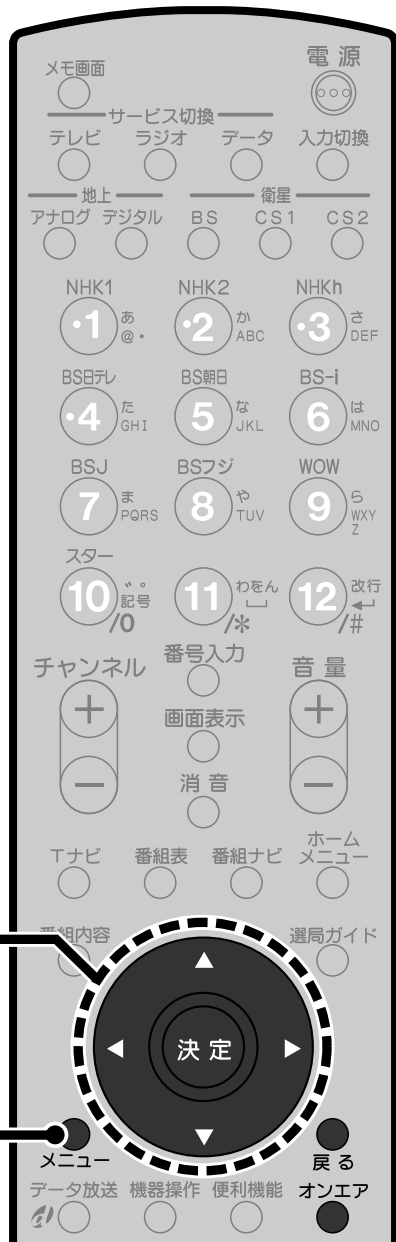 電 源
メモ画面
サービス切換
テレビ ラジオ データ 入力切換
地上 衛星
アナログ デジタル BS CS1 CS2
NHK1 NHK2 NHKh
・1 あ @・ ・2 か ABC ・3 さ DEF
BS日テレ BS朝日 BS-i
・4 た GHI 5 な JKL 6 は MNO
BSJ BSフジ WOW
7 ま PQRS 8 や TUV 9 ら WXY Z
スター
10 /0 ゛゜ 記号 11 /＊ わをん ⎵ 12 /# 改行 ↵
チャンネル 番号入力 音 量
+ 画面表示 +
− 消 音 −
Tナビ 番組表 番組ナビ ホーム メニュー
番組内容 選局ガイド
▲
◀ 決 定 ▶
▼
メニュー 戻 る
データ放送 機器操作 便利機能 オンエア
d